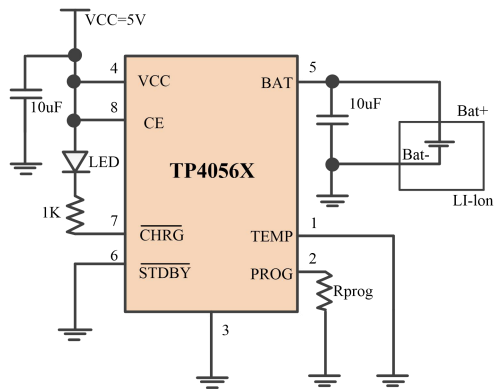 VCC=5V
4
VCC
BAT
5
10uF
8
CE
10uF
Bat+
LED
TP4056X
Bat-
LI-lon
1K
7
CHRG
TEMP
1
6
STDBY
PROG
2
Rprog
3